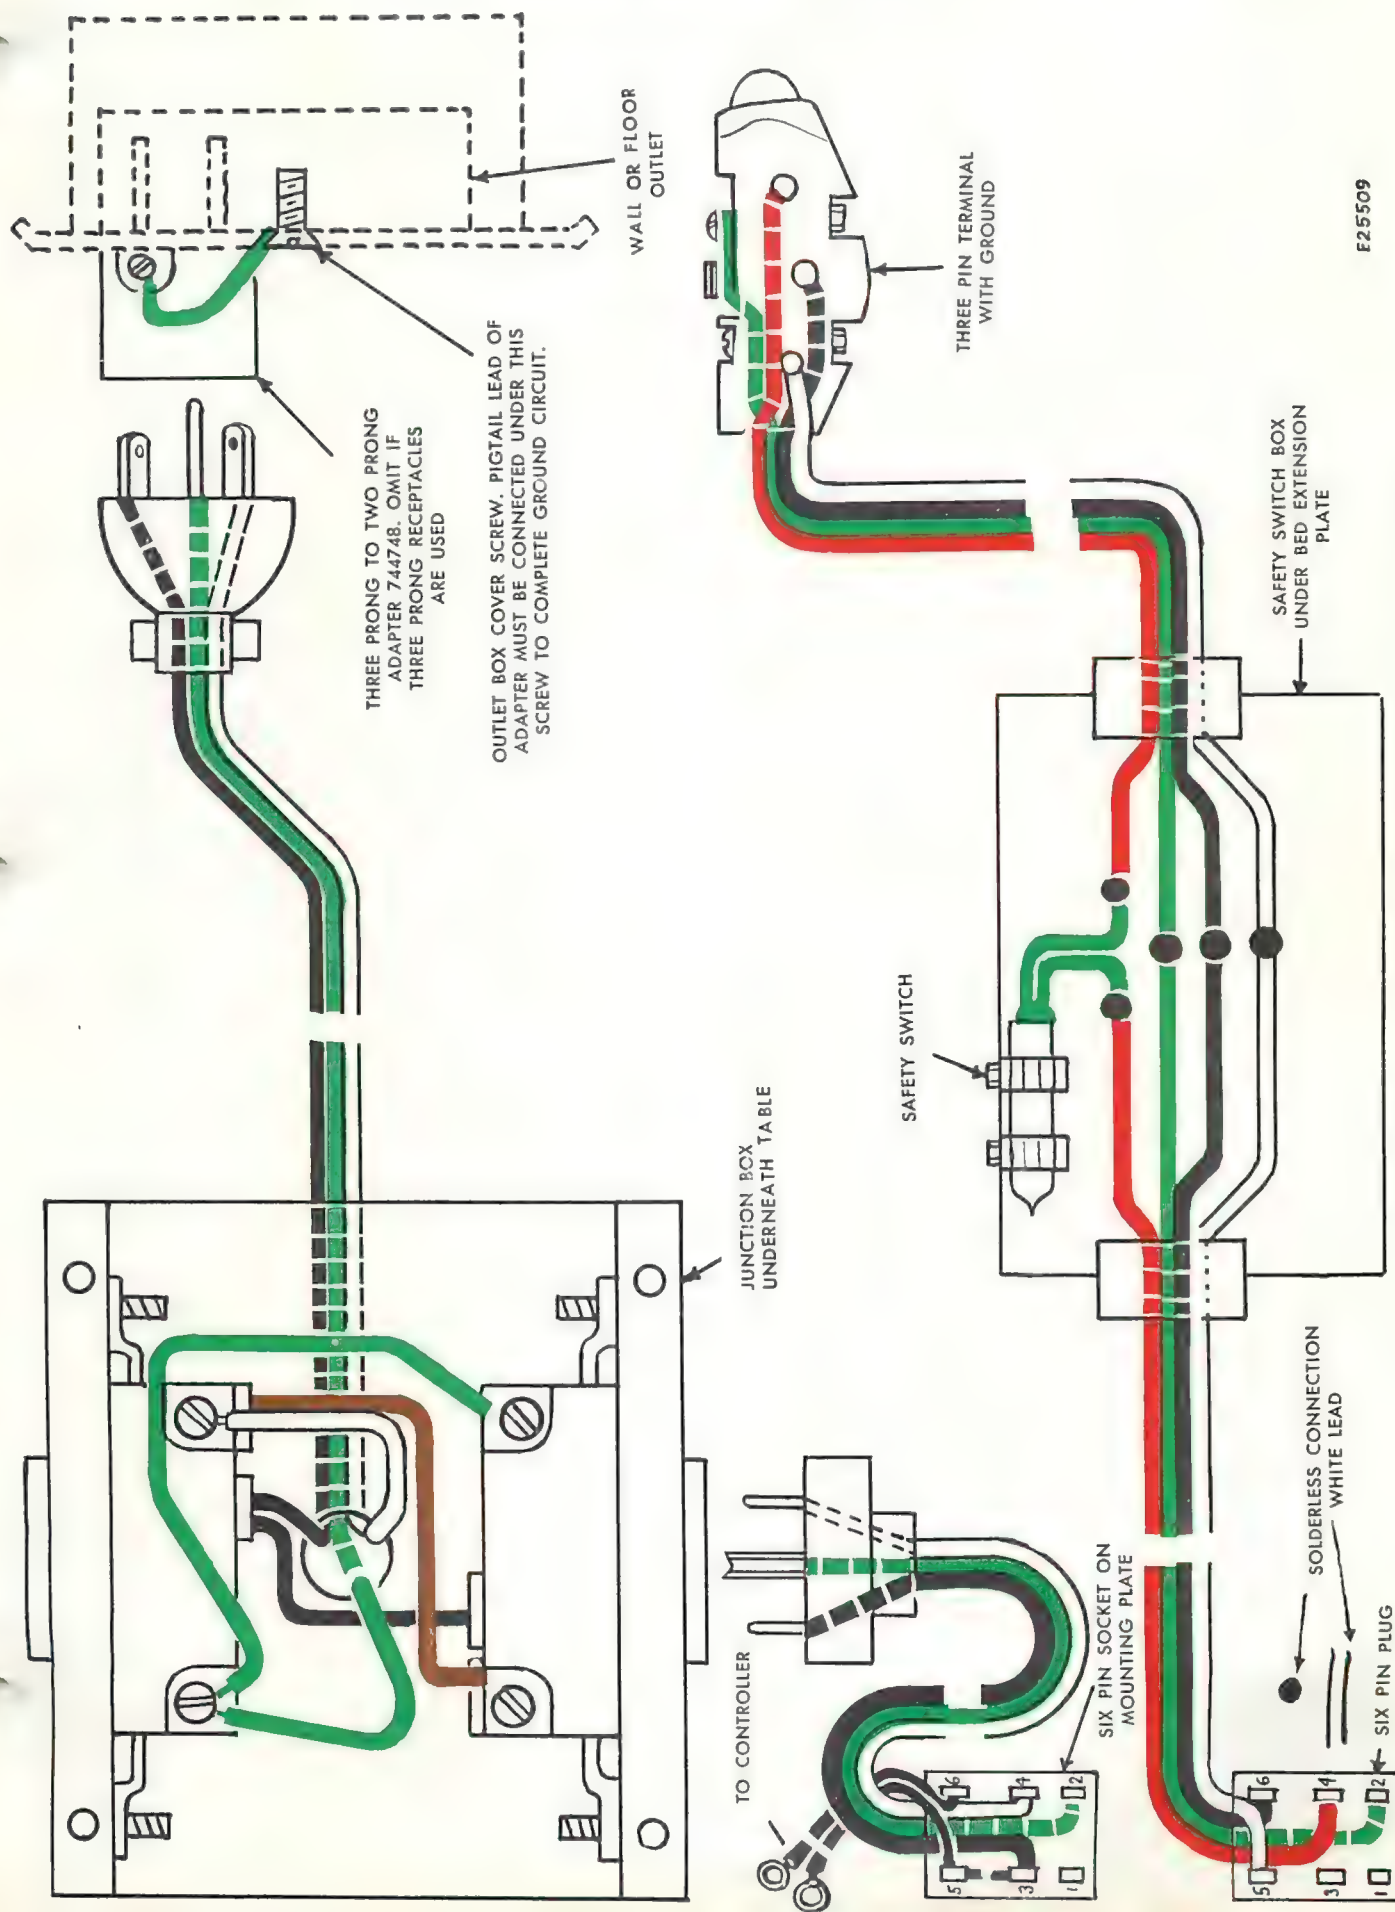 WALL OR FLOOR
OUTLET
THREE PRONG TO TWO PRONG
ADAPTER 744748. OMIT IF
THREE PRONG RECEPTACLES
ARE USED
OUTLET BOX COVER SCREW. PIGTAIL LEAD OF
ADAPTER MUST BE CONNECTED UNDER THIS
SCREW TO COMPLETE GROUND CIRCUIT.
JUNCTION BOX
UNDERNEATH TABLE
THREE PIN TERMINAL
WITH GROUND
TO CONTROLLER
SIX PIN SOCKET ON
MOUNTING PLATE
5
6
3
4
1
2
SAFETY SWITCH
SAFETY SWITCH BOX
UNDER BED EXTENSION
PLATE
SOLDERLESS CONNECTION
WHITE LEAD
SIX PIN PLUG
5
6
3
4
1
2
E25509